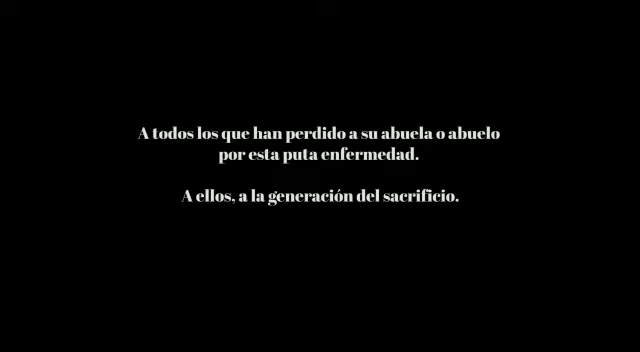 A todos los que han perdido a su abuela o abuelo
por esta puta enfermedad.
A ellos, a la generación del sacrificio.